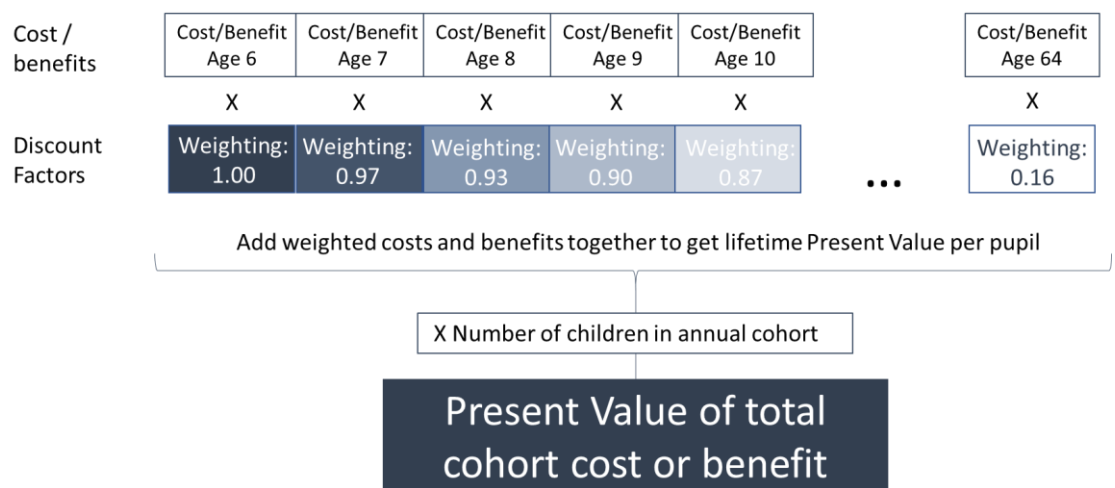 Cost /
benefits
Cost/Benefit
Age 6
Cost/Benefit
Age 7
Cost/Benefit
Age 8
Cost/Benefit
Age 9
Cost/Benefit
Age 10
Cost/Benefit
Age 64
X
X
X
X
X
X
Discount
Factors
Weighting:
1.00
Weighting:
0.97
Weighting:
0.93
Weighting:
0.90
Weighting:
0.87
...
Weighting:
0.16
Add weighted costs and benefits together to get lifetime Present Value per pupil
X Number of children in annual cohort
Present Value of total
cohort cost or benefit